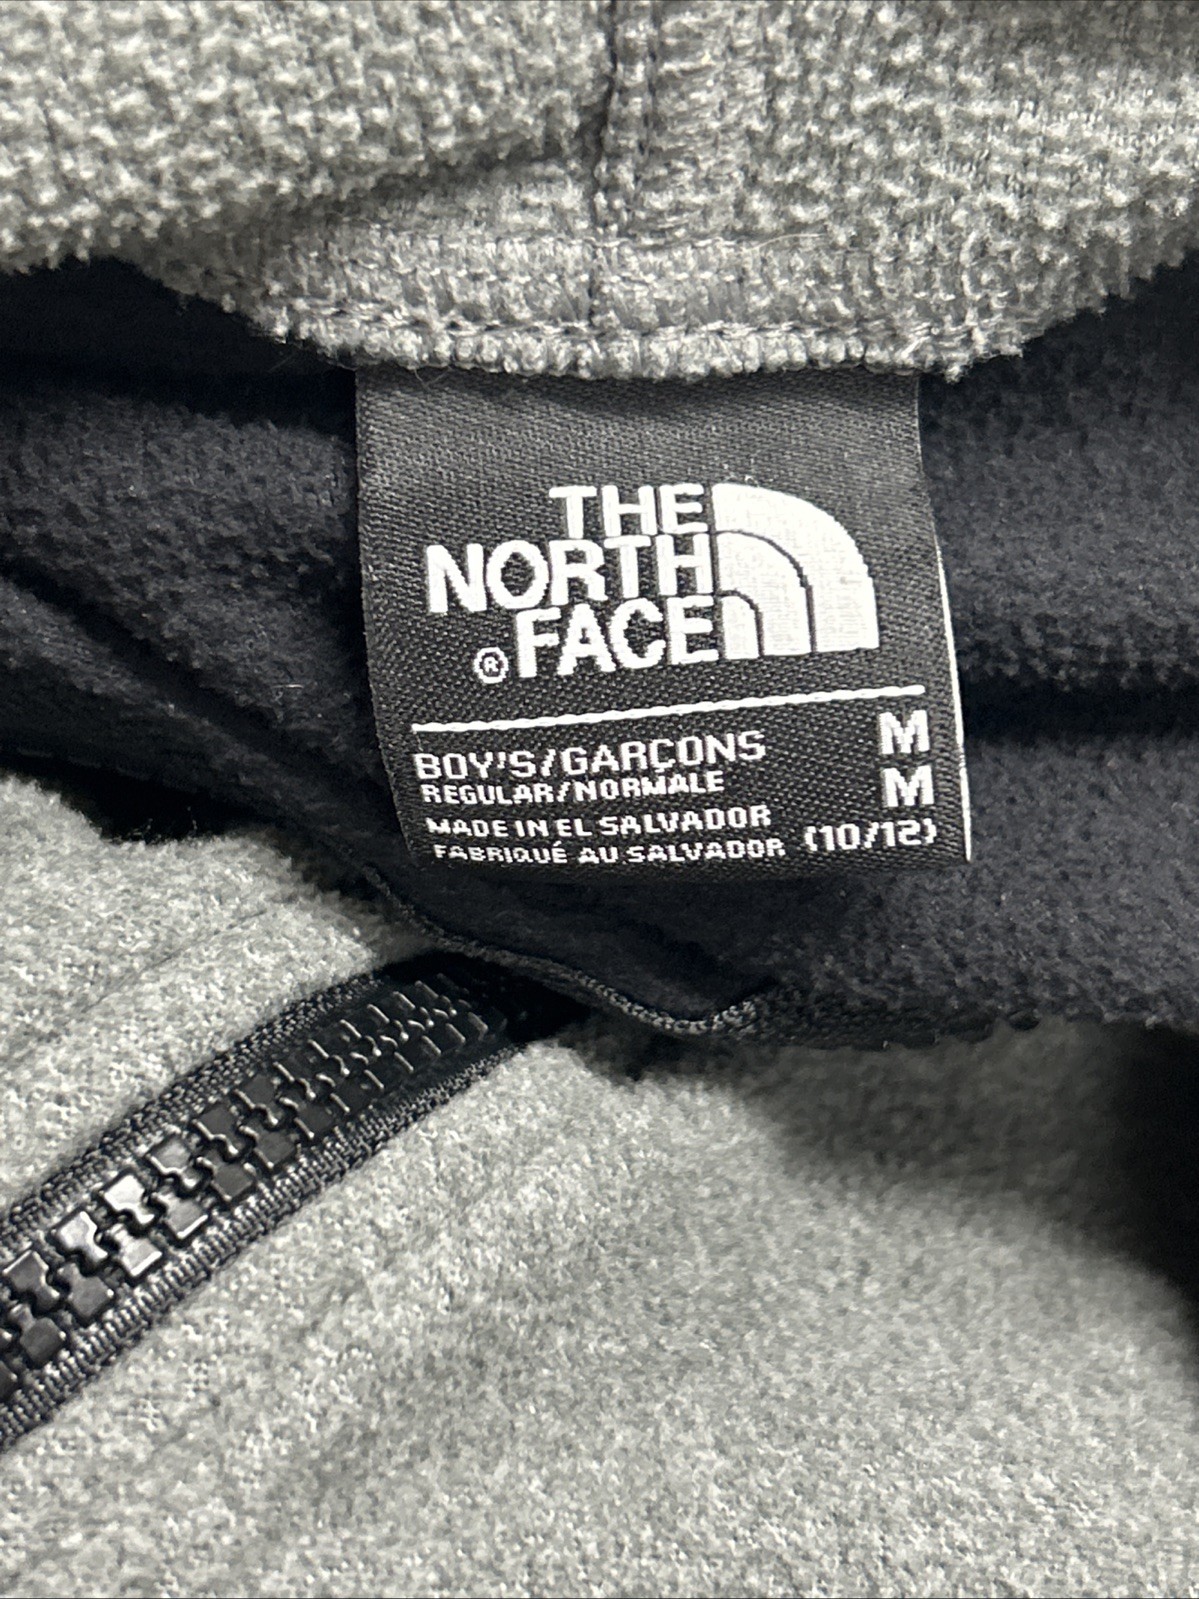 THE
NORTH
® FACE
BOY'S/GARÇONS M
REGULAR/NORMALE M
MADE IN EL SALVADOR
FABRIQUÉ AU SALVADOR (10/12)